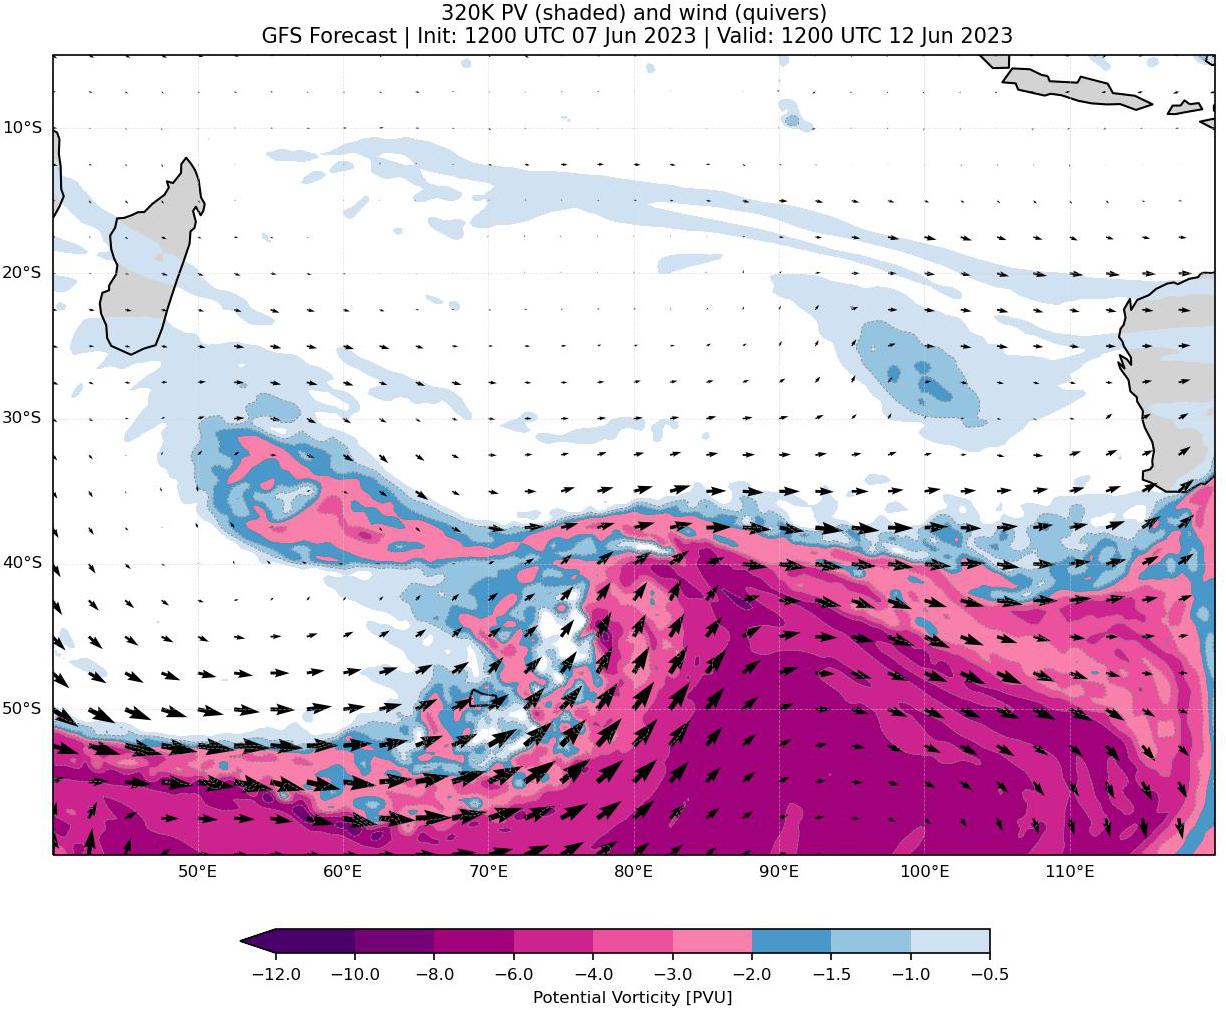 320K PV (shaded) and wind (quivers)
GFS Forecast | Init: 1200 UTC 07 Jun 2023 | Valid: 1200 UTC 12 Jun 2023
10°S
20°S
30°S
40°S
50°S
50°E 60°E 70°E 80°E 90°E 100°E 110°E
−12.0 −10.0 −8.0 −6.0 −4.0 −3.0 −2.0 −1.5 −1.0 −0.5
Potential Vorticity [PVU]